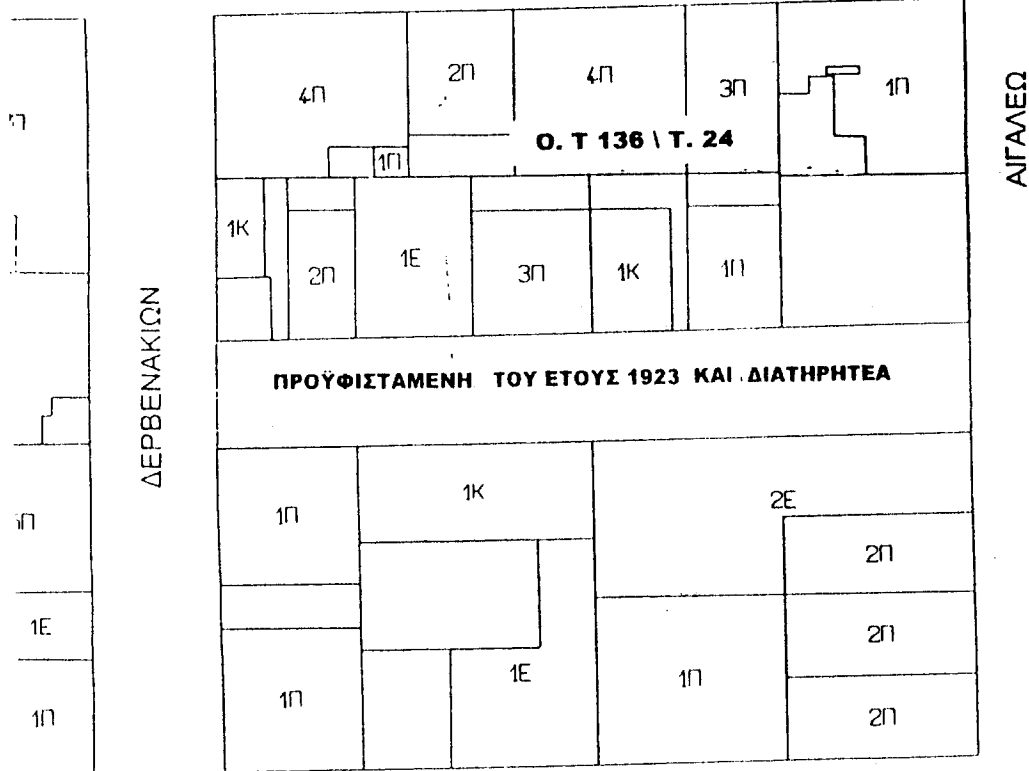 4Π
2Π
4Π
3Π
1Π
Ο. Τ 136 \ Τ. 24
1Π
1Κ
2Π
1Ε
3Π
1Κ
1Π
ΑΙΓΑΛΕΩ
ΔΕΡΒΕΝΑΚΙΩΝ
ΠΡΟΫΦΙΣΤΑΜΕΝΗ ΤΟΥ ΕΤΟΥΣ 1923 ΚΑΙ ΔΙΑΤΗΡΗΤΕΑ
1Π
1Κ
2Ε
2Π
1Ε
2Π
1Π
1Π
1Ε
1Π
2Π